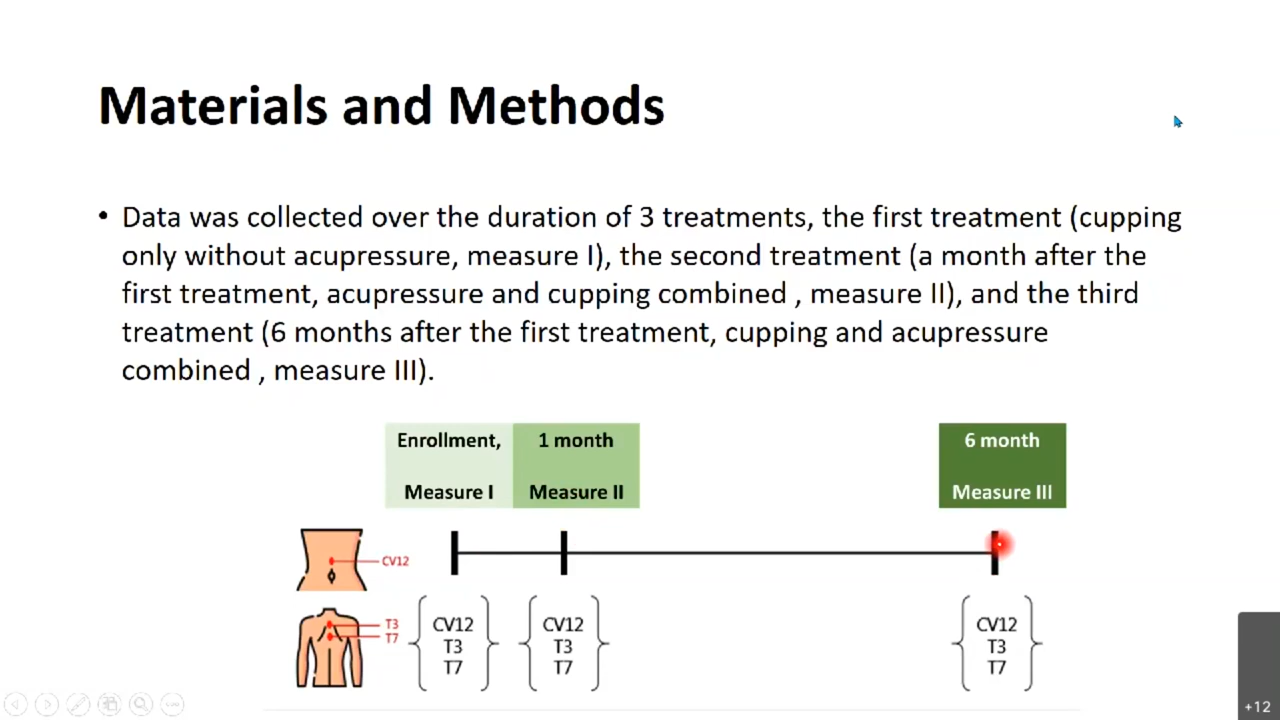 Materials and Methods
• Data was collected over the duration of 3 treatments, the first treatment (cupping
only without acupressure, measure I), the second treatment (a month after the
first treatment, acupressure and cupping combined , measure II), and the third
treatment (6 months after the first treatment, cupping and acupressure
combined , measure III).
Enrollment,
Measure I
1 month
Measure II
6 month
Measure III
CV12
T3
T7
CV12
T3
T7
CV12
T3
T7
CV12
T3
T7
+12